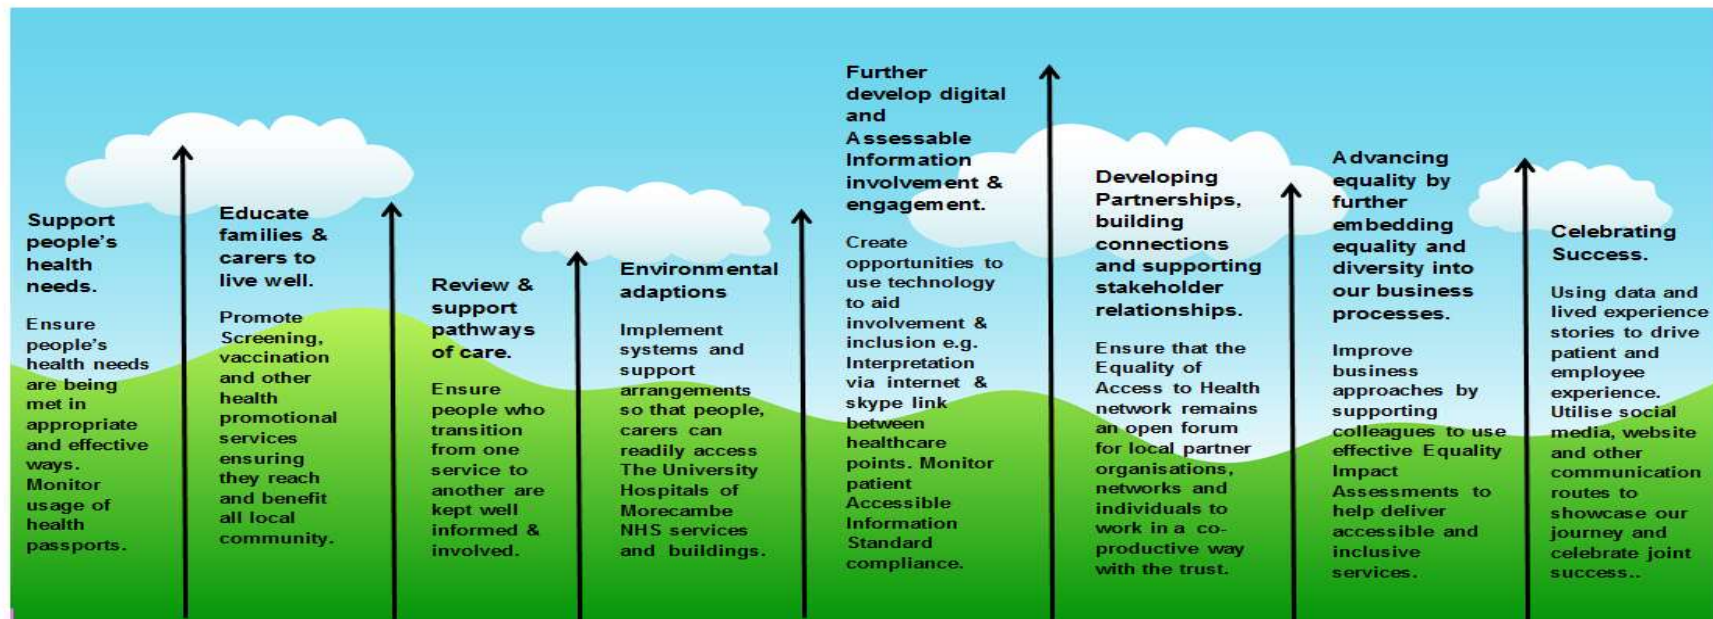 Support
people's
health
needs.
Ensure
people's
health needs
are being
met in
appropriate
and effective
ways.
Monitor
usage of
health
passports.
Educate
families &
carers to
live well.
Promote
Screening,
vaccination
and other
health
promotional
services
ensuring
they reach
and benefit
all local
community.
Review &
support
pathways
of care.
Ensure
people who
transition
from one
service to
another are
kept well
informed &
involved.
Environmental
adaptions
Implement
systems and
support
arrangements
so that people,
carers can
readily access
The University
Hospitals of
Morecambe
NHS services
and buildings.
Further
develop digital
and
Assessable
Information
involvement &
engagement.
Create
opportunities to
use technology
to aid
involvement &
inclusion e.g.
Interpretation
via internet &
skype link
between
healthcare
points. Monitor
patient
Accessible
Information
Standard
compliance.
Developing
Partnerships,
building
connections
and supporting
stakeholder
relationships.
Ensure that the
Equality of
Access to Health
network remains
an open forum
for local partner
organisations,
networks and
individuals to
work in a co-
productive way
with the trust.
Advancing
equality by
further
embedding
equality and
diversity into
our business
processes.
Improve
business
approaches by
supporting
colleagues to use
effective Equality
Impact
Assessments to
help deliver
accessible and
inclusive
services.
Celebrating
Success.
Using data and
lived experience
stories to drive
patient and
employee
experience.
Utilise social
media, website
and other
communication
routes to
showcase our
journey and
celebrate joint
success..